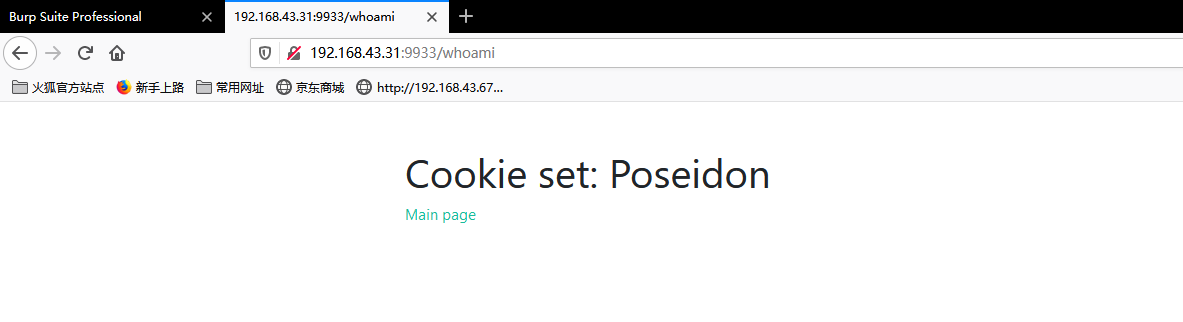 Burp Suite Professional
192.168.43.31:9933/whoami
192.168.43.31:9933/whoami
火狐官方站点 新手上路 常用网址 京东商城 http://192.168.43.67...
Cookie set: Poseidon
Main page